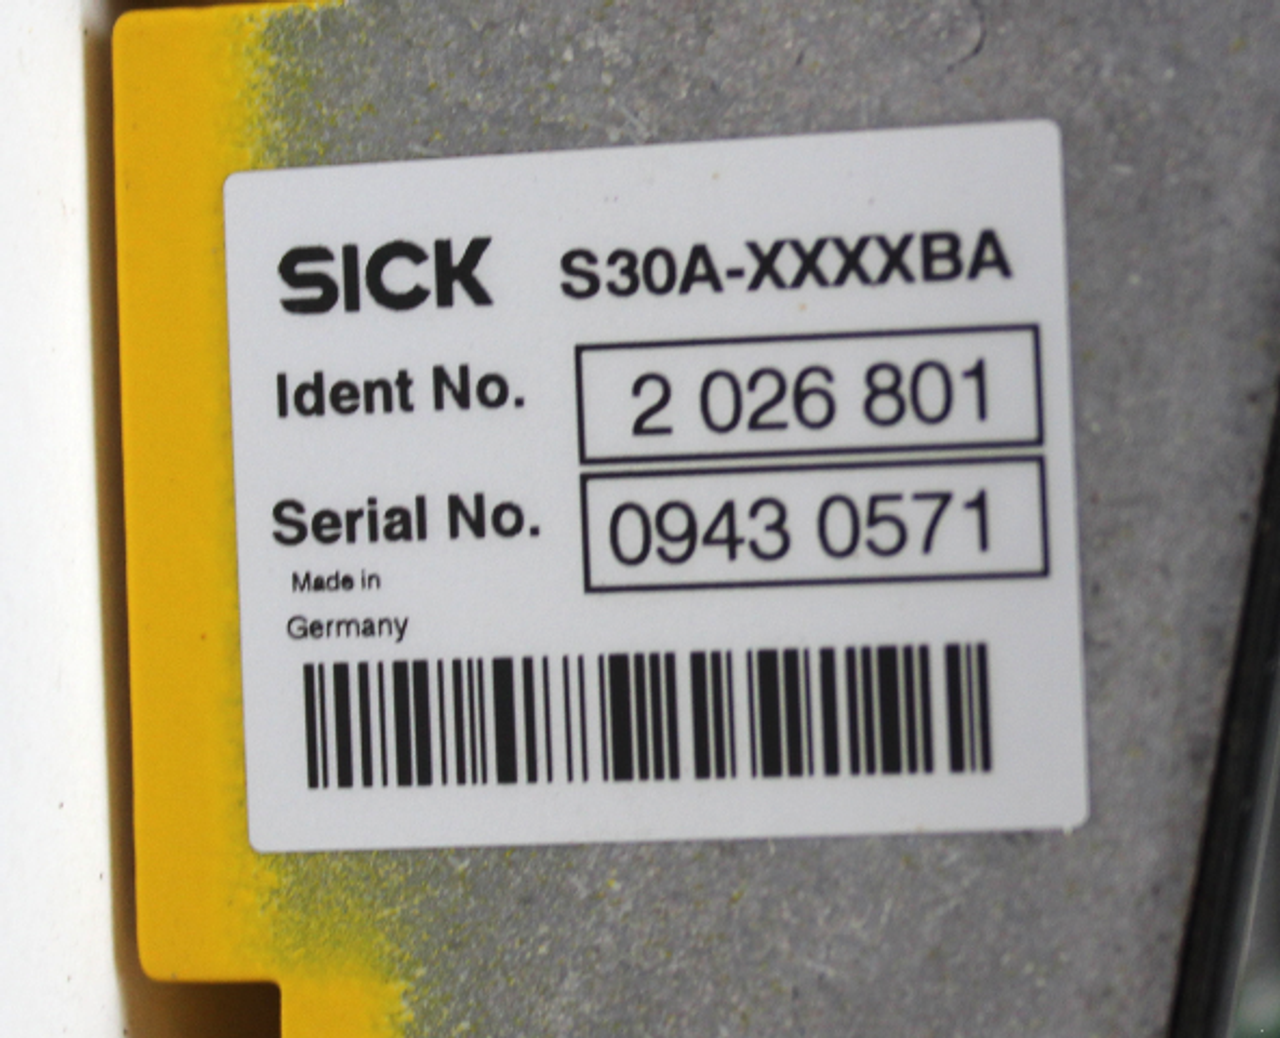 SICK S30A-XXXXBA
Ident No. 2 026 801
Serial No. 0943 0571
Made in
Germany